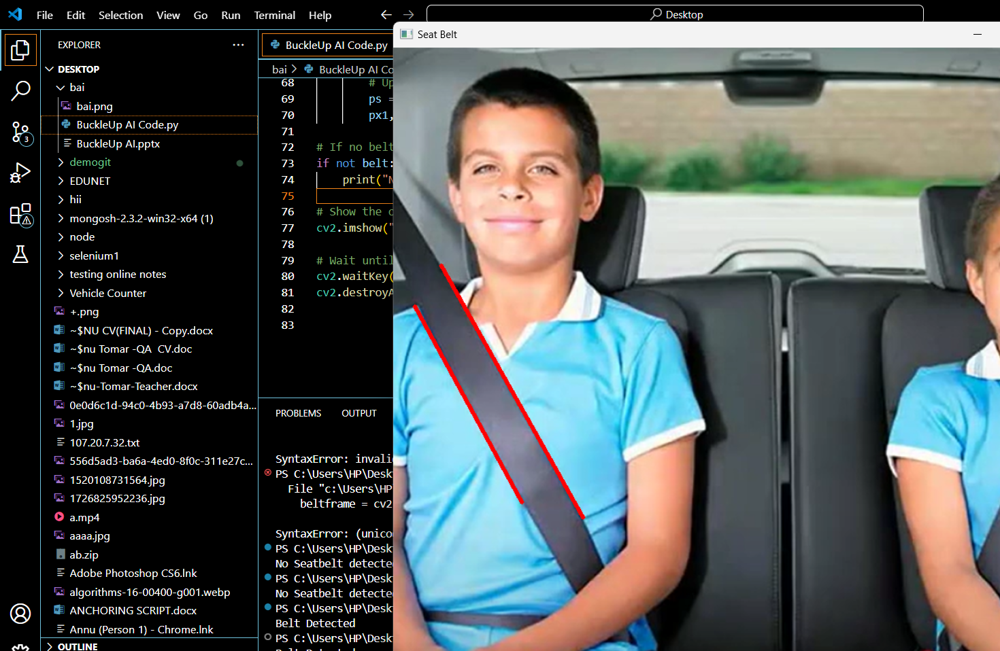 File Edit Selection View Go Run Terminal Help
Desktop
Seat Belt
EXPLORER
DESKTOP
bai
bai.png
BuckleUp AI Code.py
BuckleUp AI.pptx
demogit
EDUNET
hii
mongosh-2.3.2-win32-x64 (1)
node
selenium1
testing online notes
Vehicle Counter
+.png
~$NU CV(FINAL) - Copy.docx
~$nu Tomar -QA  CV.doc
~$nu Tomar -QA.doc
~$nu-Tomar-Teacher.docx
0e0d6c1d-94c0-4b93-a7d8-60adb4a...
1.jpg
107.20.7.32.txt
556d5ad3-ba6a-4ed0-8f0c-311e27c...
1520108731564.jpg
1726825952236.jpg
a.mp4
aaaa.jpg
ab.zip
Adobe Photoshop CS6.lnk
algorithms-16-00400-g001.webp
ANCHORING SCRIPT.docx
Annu (Person 1) - Chrome.lnk
OUTLINE
3
BuckleUp AI Code.py
bai > BuckleUp AI Co
68 # Up
69 ps =
70 px1,
71
72 # If no belt
73 if not belt:
74 print("N
75
76 # Show the o
77 cv2.imshow("
78
79 # Wait until
80 cv2.waitKey(
81 cv2.destroyA
82
83
PROBLEMS OUTPUT
SyntaxError: invali
PS C:\Users\HP\Desk
File "c:\Users\HP
beltframe = cv2
SyntaxError: (unico
PS C:\Users\HP\Desk
No Seatbelt detecte
PS C:\Users\HP\Desk
No Seatbelt detecte
PS C:\Users\HP\Desk
Belt Detected
PS C:\Users\HP\Desk